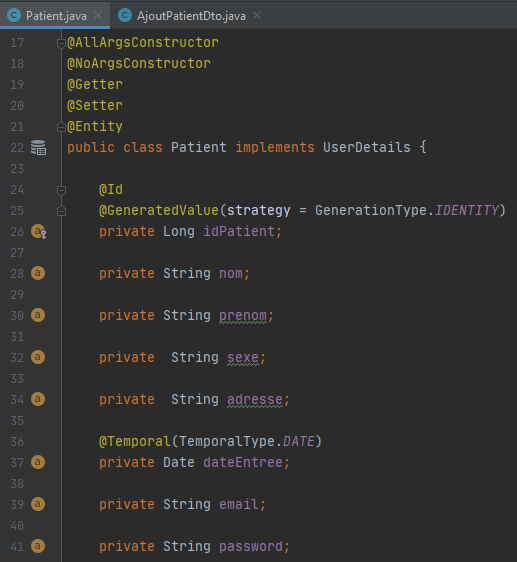 Patient.java AjoutPatientDto.java
17 @AllArgsConstructor
18 @NoArgsConstructor
19 @Getter
20 @Setter
21 @Entity
22 public class Patient implements UserDetails {
23
24 @Id
25 @GeneratedValue(strategy = GenerationType.IDENTITY)
26 private Long idPatient;
27
28 private String nom;
29
30 private String prenom;
31
32 private  String sexe;
33
34 private  String adresse;
35
36 @Temporal(TemporalType.DATE)
37 private Date dateEntree;
38
39 private String email;
40
41 private String password;